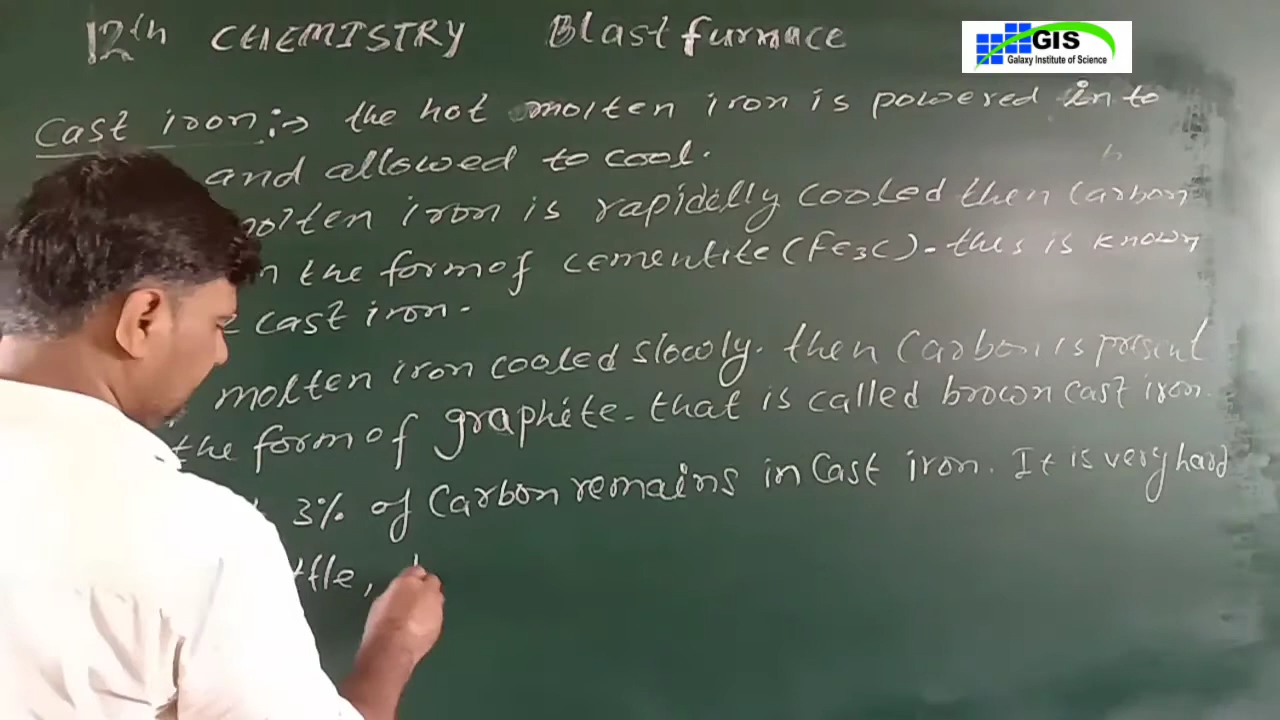 12th CHEMISTRY Blast furnace
GIS
Galaxy Institute of Science
Cast iron :→ the hot molten iron is powered in to
and allowed to cool.
molten iron is rapidelly cooled then Carbon
the form of cementite (Fe3C). this is known
cast iron.
molten iron cooled slowly. then Carbon is present
the form of graphite. that is called brown cast iron.
3% of Carbon remains in Cast iron. It is very hard